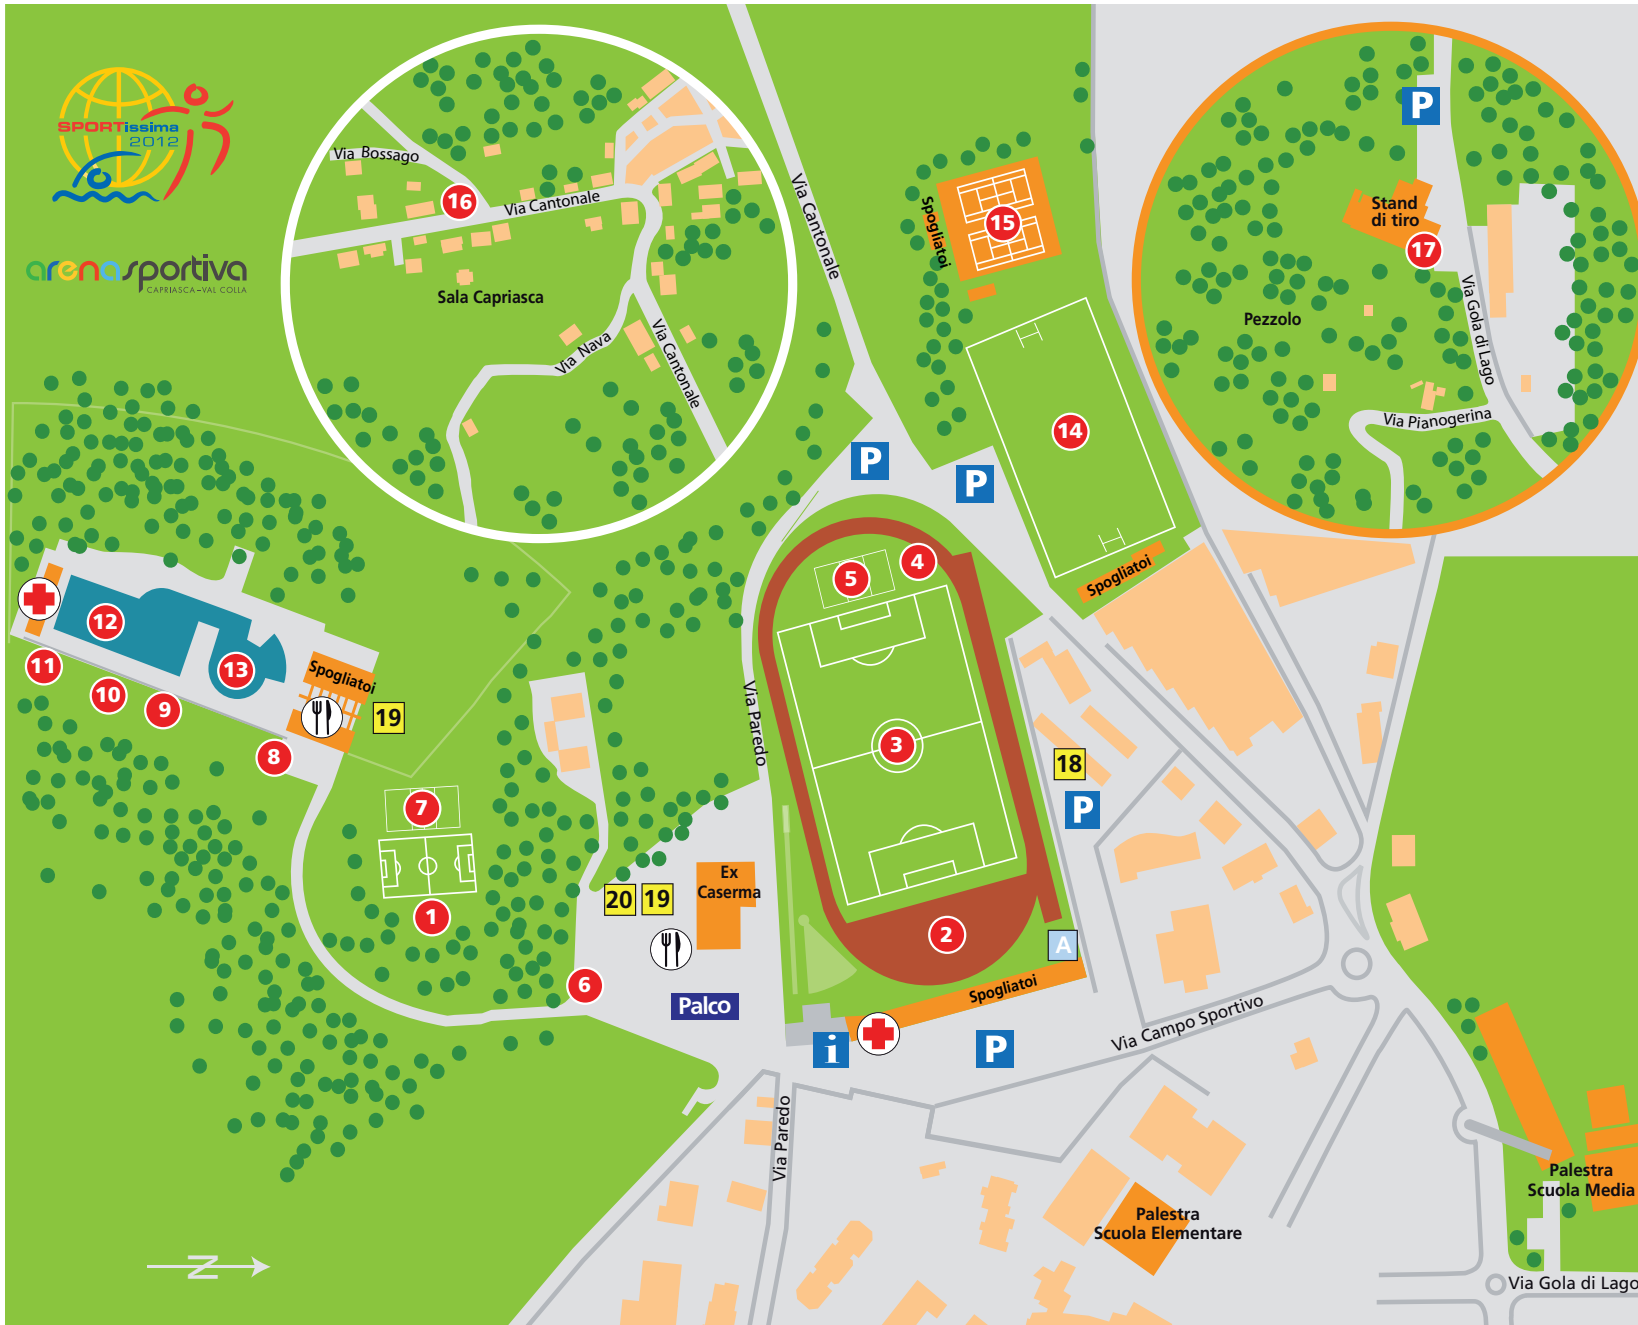 SPORTissima
2012
arenasportiva
CAPRIASCA–VAL COLLA
Via Bossago
16
Via Cantonale
Sala Capriasca
Via Nava
Via Cantonale
Via Cantonale
Spogliatoi
15
P
Stand
di tiro
17
Pezzolo
Via Gola di Lago
Via Pianogerina
14
P
P
Spogliatoi
5
4
12
11
13
10
9
8
Spogliatoi
19
Via Paredo
3
18
P
7
1
20
19
Ex
Caserma
2
A
6
Palco
Spogliatoi
i
P
Via Campo Sportivo
Via Paredo
Palestra
Scuola Elementare
Palestra
Scuola Media
N
Via Gola di Lago